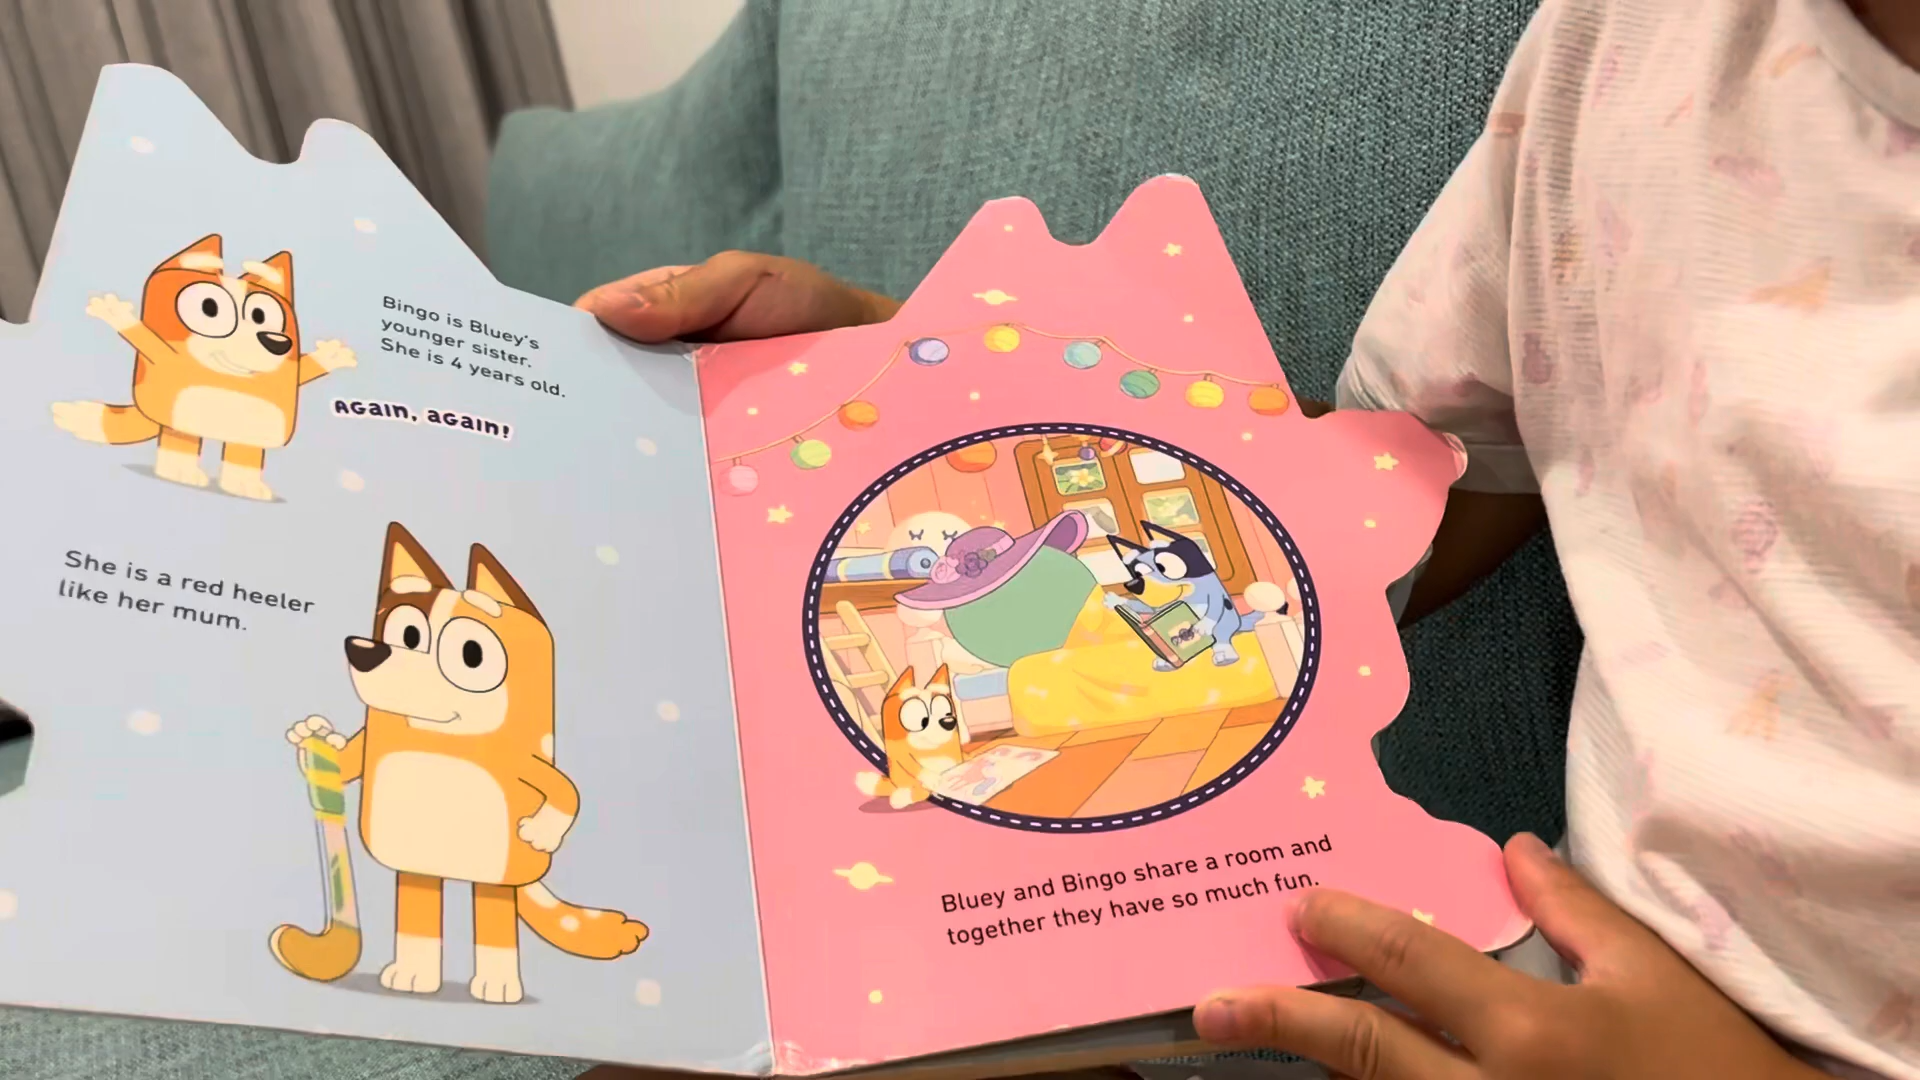 Bingo is Bluey's
younger sister.
She is 4 years old.
AGAIN, AGAIN!
She is a red heeler
like her mum.
Bluey and Bingo share a room and
together they have so much fun.